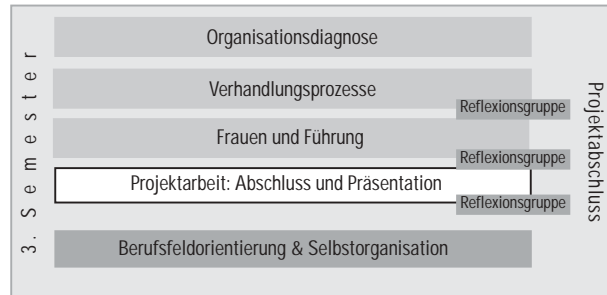 3. Semester
Organisationsdiagnose
Verhandlungsprozesse
Reflexionsgruppe
Frauen und Führung
Reflexionsgruppe
Projektarbeit: Abschluss und Präsentation
Reflexionsgruppe
Berufsfeldorientierung & Selbstorganisation
Projektabschluss